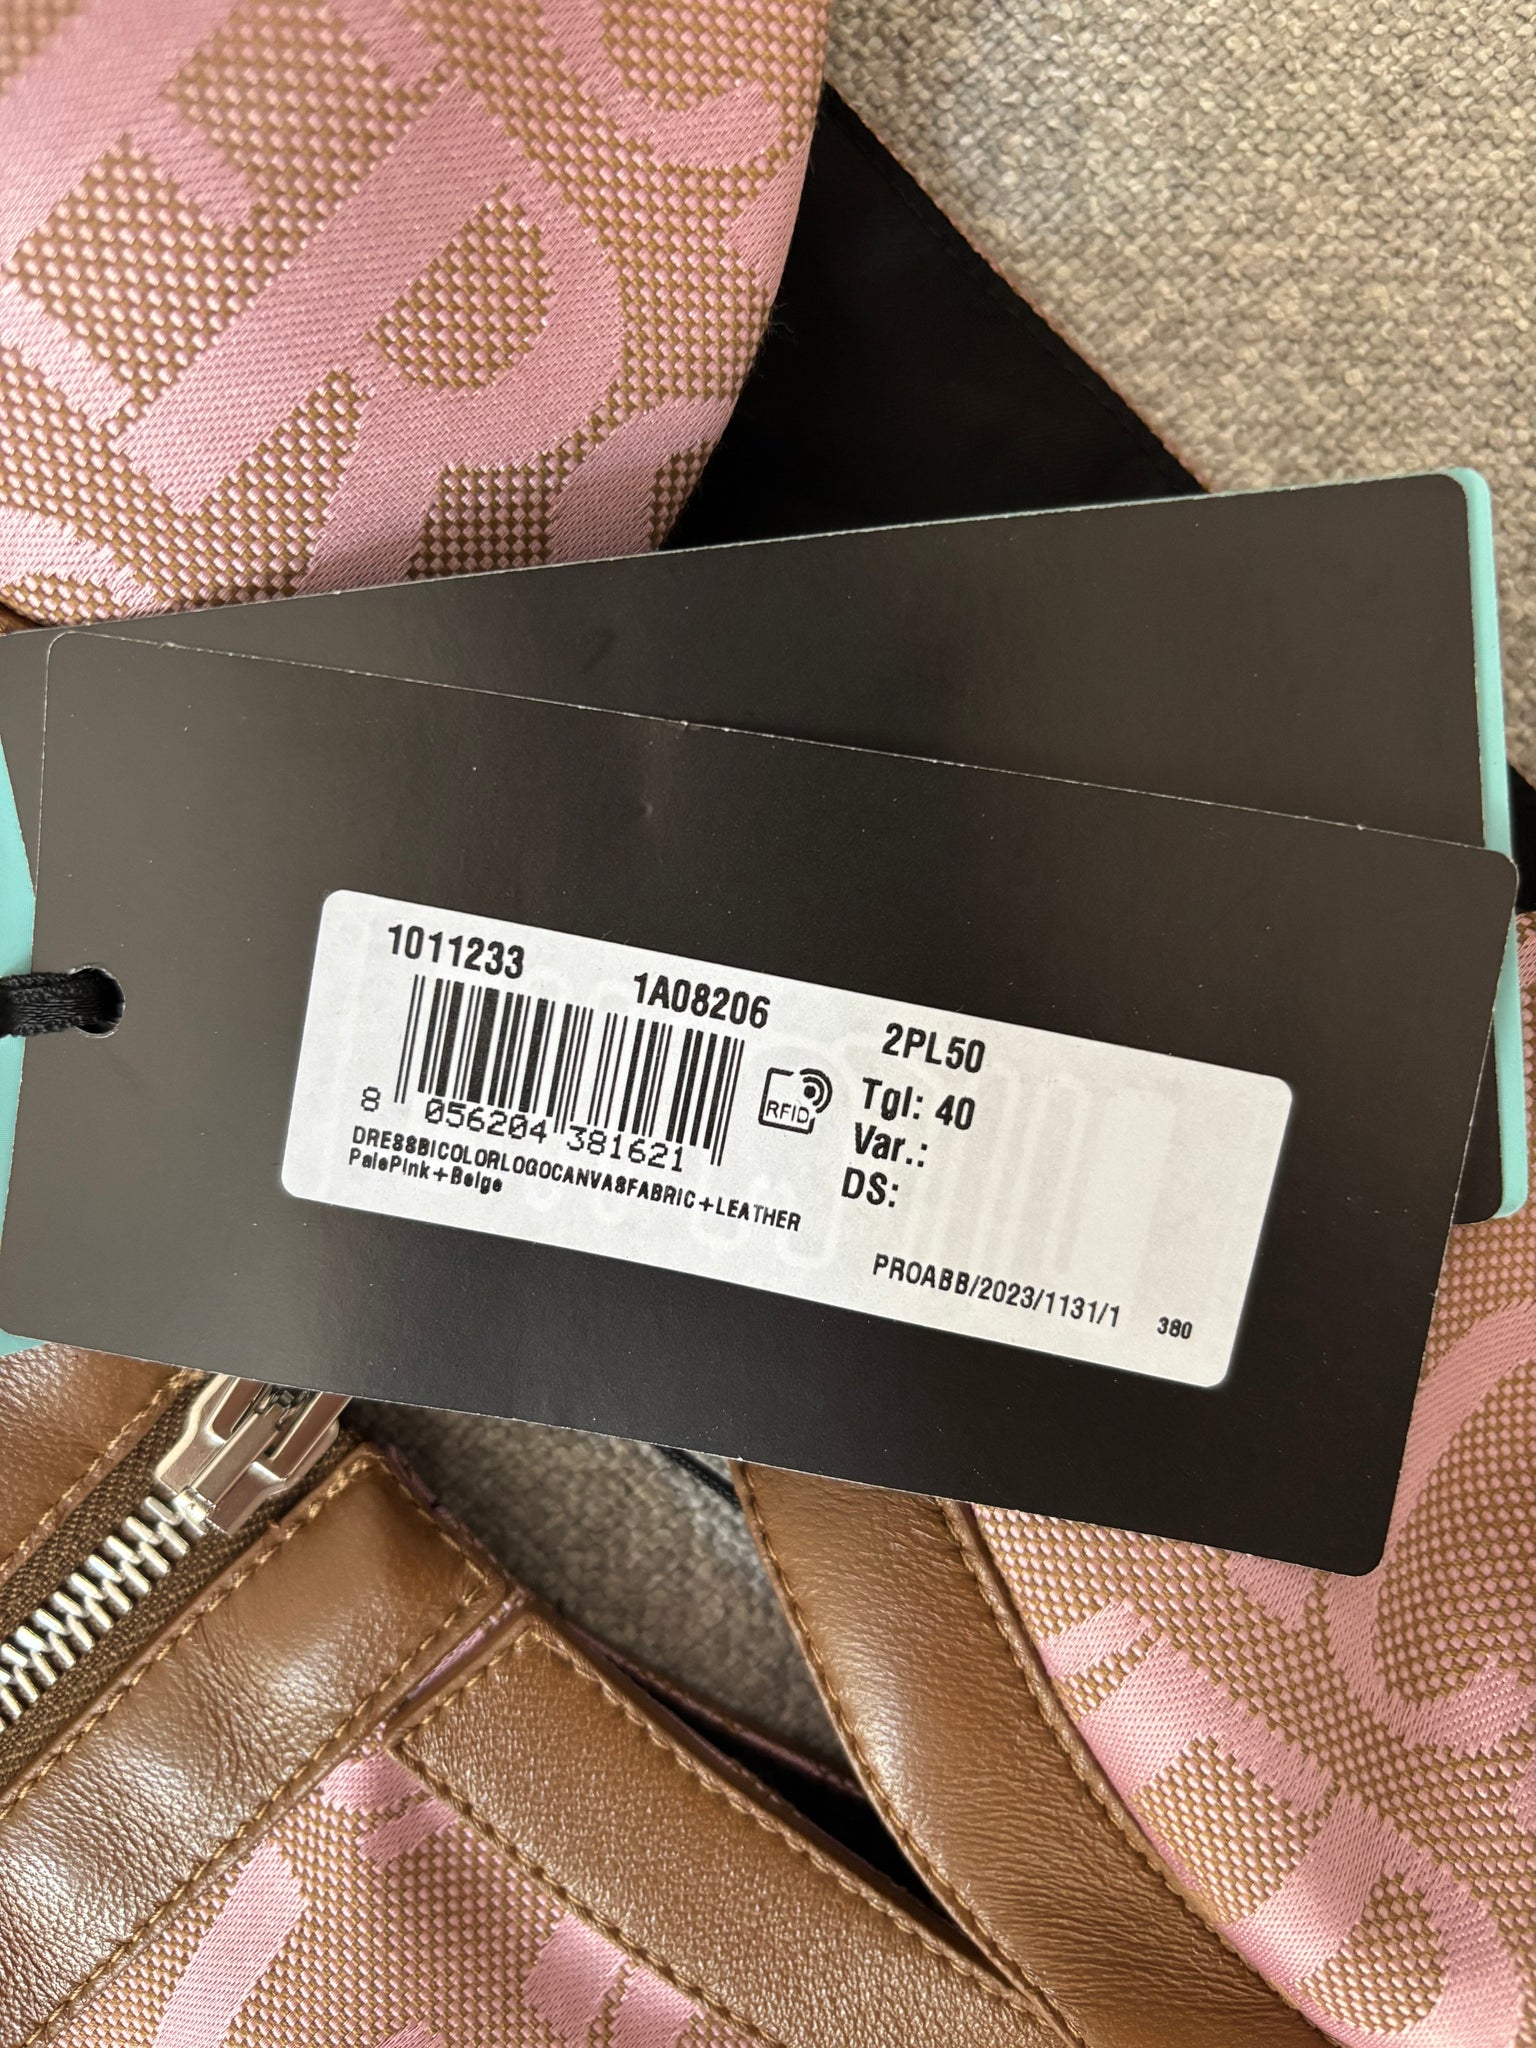 1011233 1A08206 2PL50
8 056204 381621
RFID
Tgl: 40
Var.:
DS:
DRESSBICOLORLOGOCANVASFABRIC+LEATHER
PalePink+Beige
PROABB/2023/1131/1 380